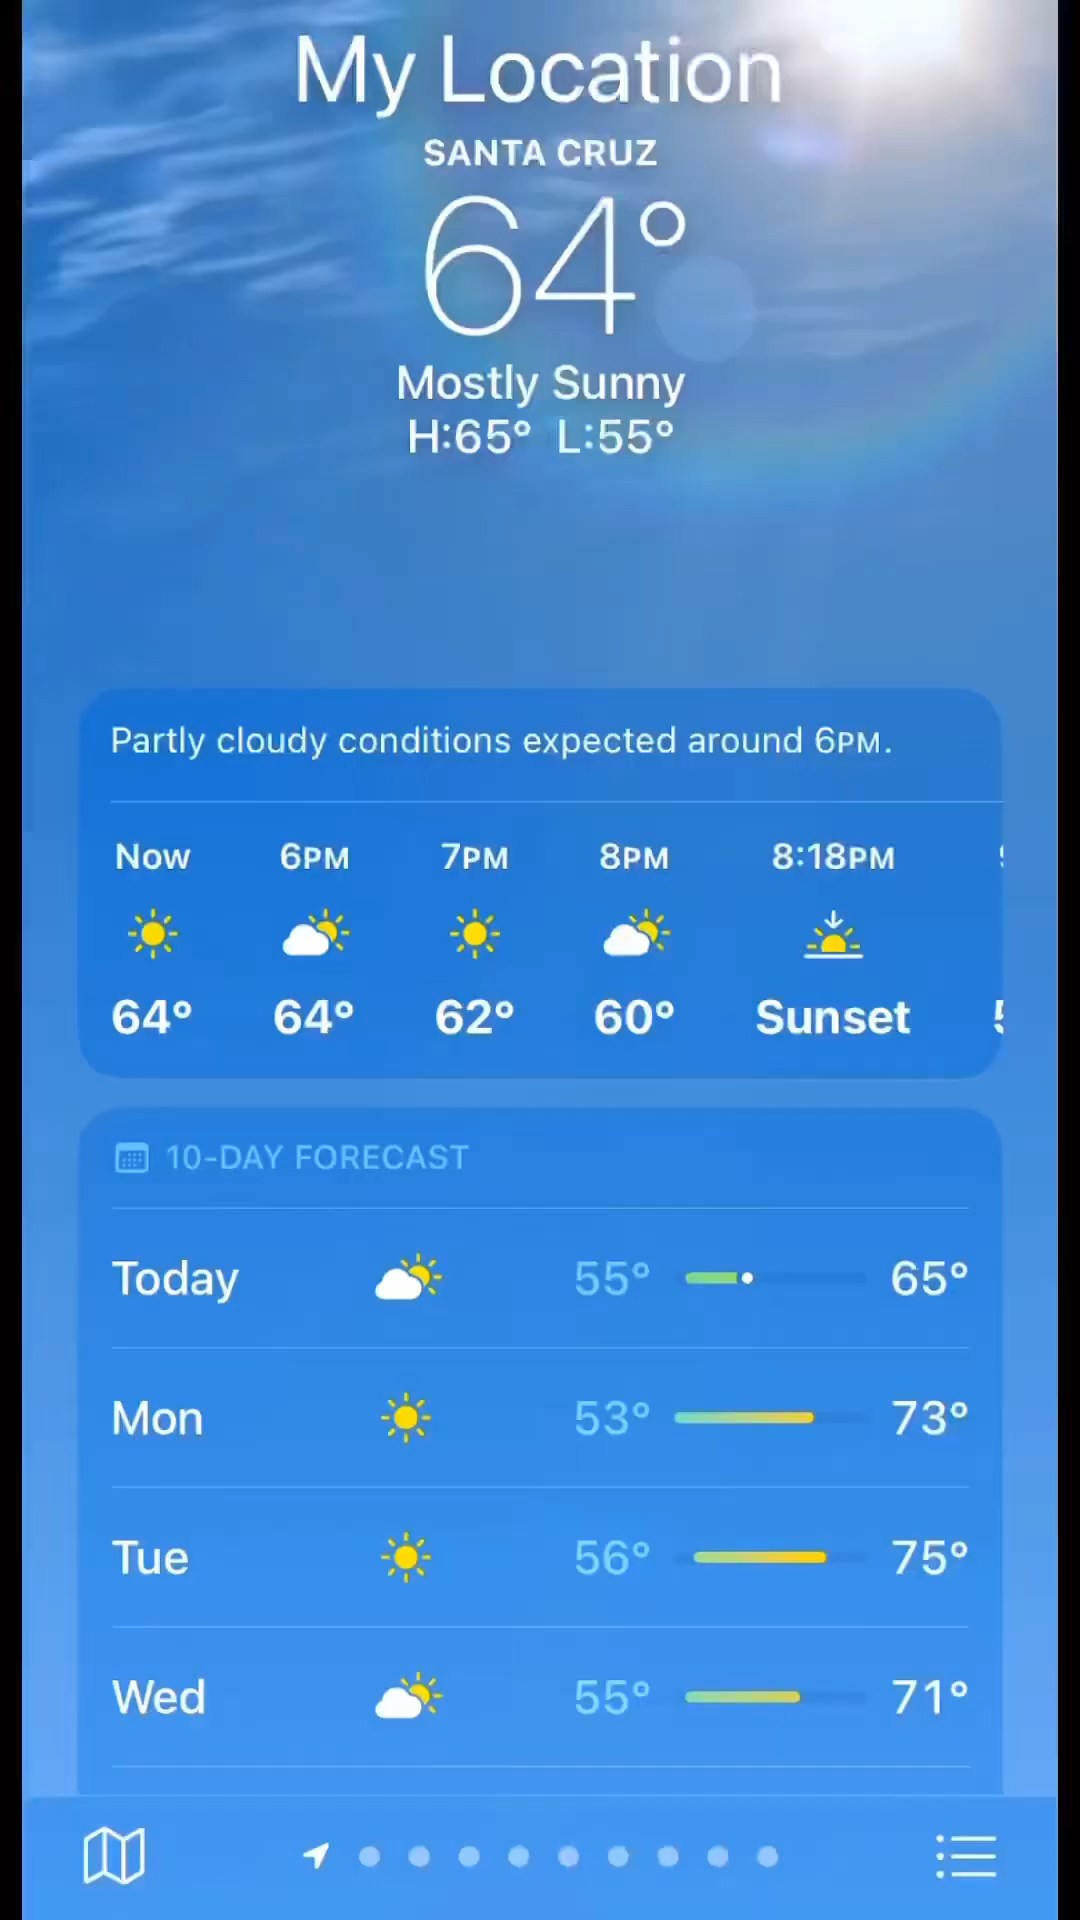 My Location
SANTA CRUZ
64°
Mostly Sunny
H:65° L:55°
Partly cloudy conditions expected around 6PM.
Now 6PM 7PM 8PM 8:18PM
64° 64° 62° 60° Sunset
10-DAY FORECAST
Today 55° 65°
Mon 53° 73°
Tue 56° 75°
Wed 55° 71°